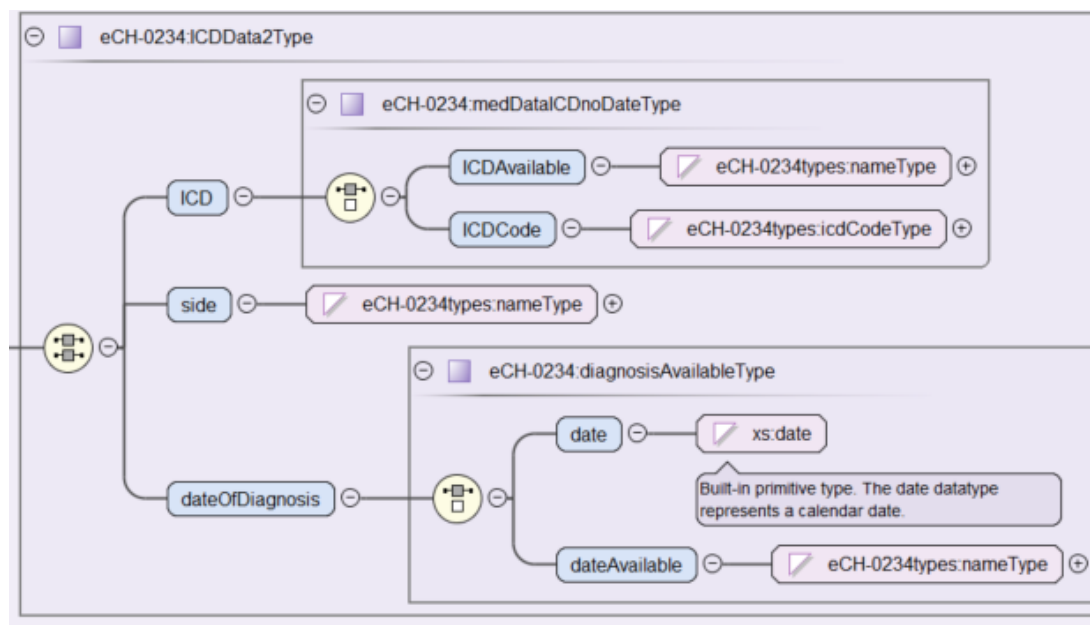 eCH-0234:ICDData2Type
eCH-0234:medDataICDnoDateType
ICDAvailable
eCH-0234types:nameType
ICD
ICDCode
eCH-0234types:icdCodeType
side
eCH-0234types:nameType
eCH-0234:diagnosisAvailableType
date
xs:date
Built-in primitive type. The date datatype
represents a calendar date.
dateOfDiagnosis
dateAvailable
eCH-0234types:nameType